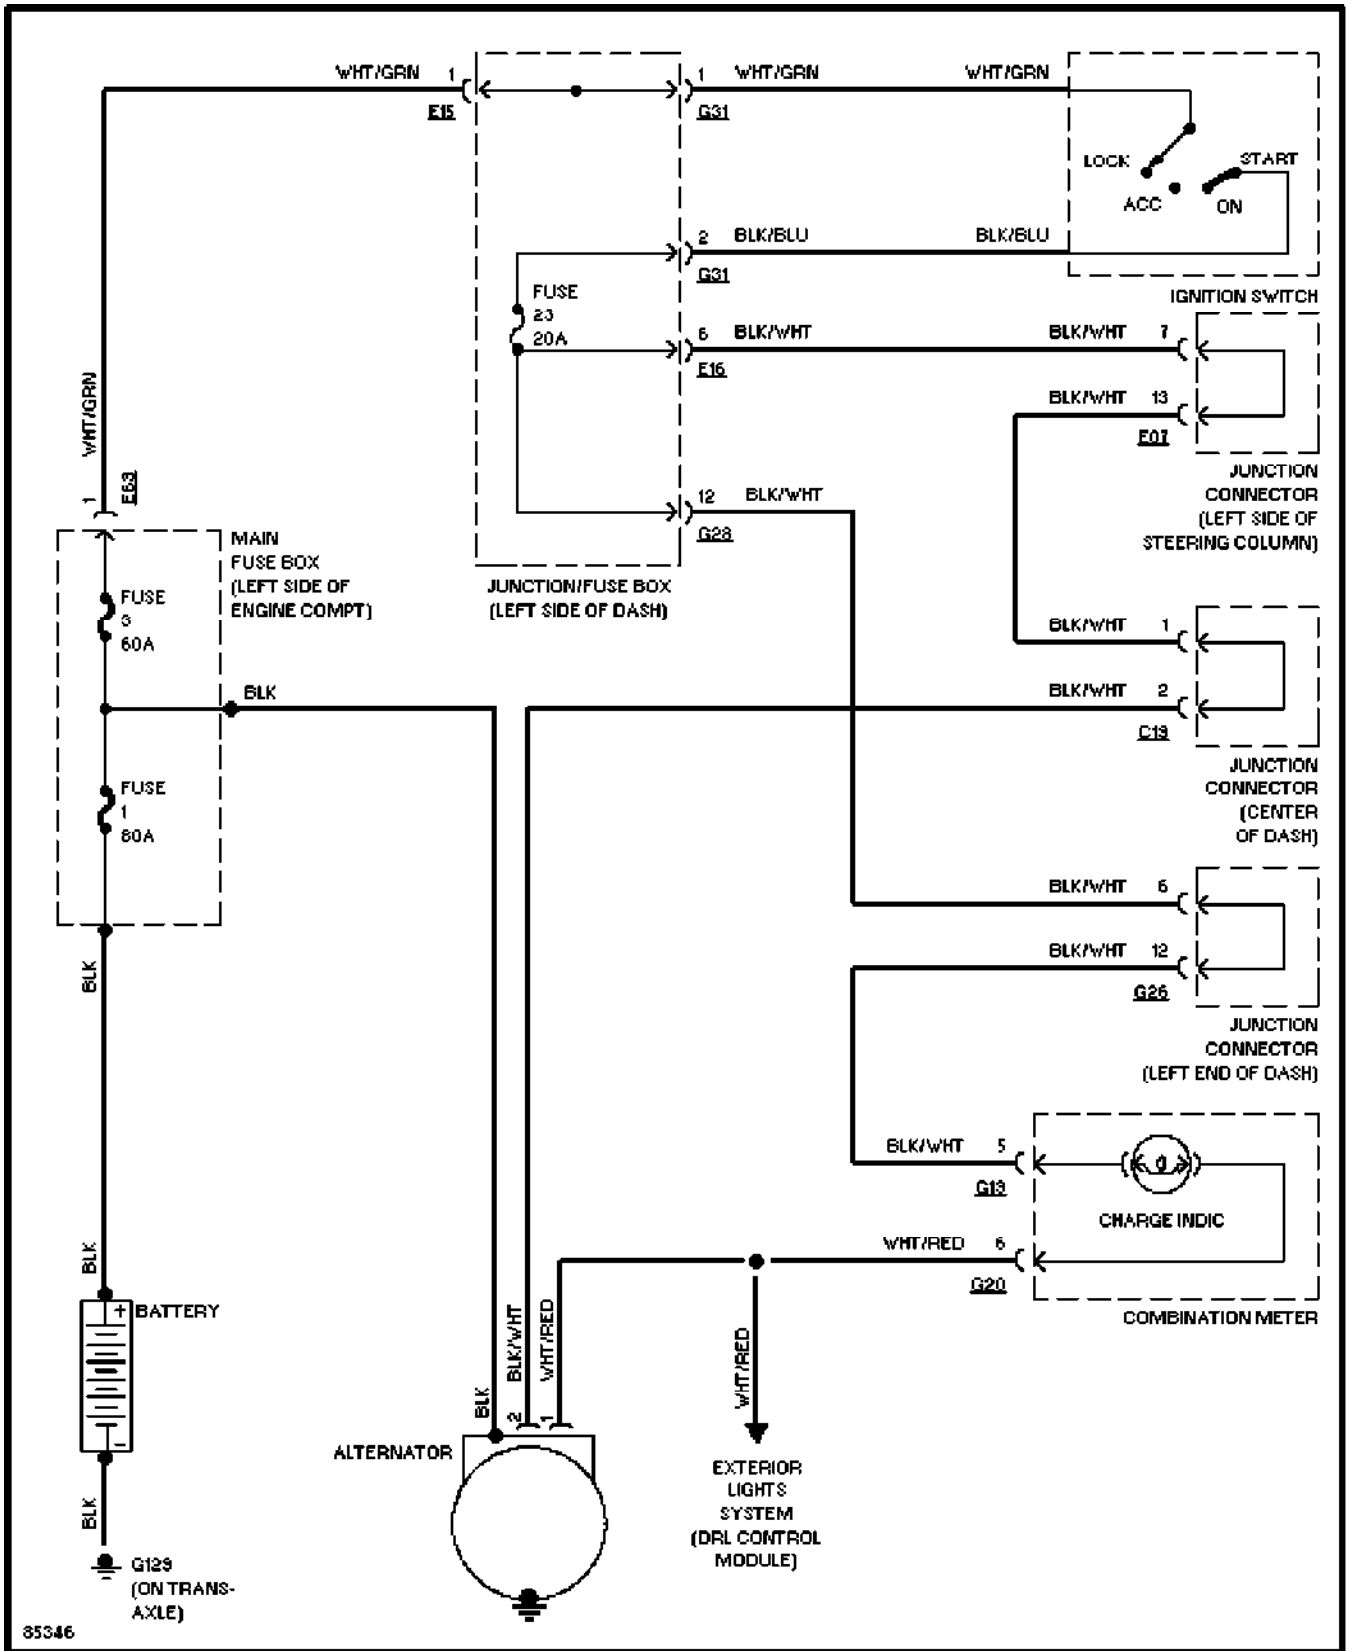 WHT/GRN 1
E15
1 WHT/GRN
G31
WHT/GRN
LOCK
START
ACC
ON
2 BLK/BLU
G31
BLK/BLU
IGNITION SWITCH
FUSE
23
20A
6 BLK/WHT
E16
BLK/WHT 7
BLK/WHT 13
E07
JUNCTION
CONNECTOR
(LEFT SIDE OF
STEERING COLUMN)
WHT/GRN
1
E53
12 BLK/WHT
G28
JUNCTION/FUSE BOX
(LEFT SIDE OF DASH)
MAIN
FUSE BOX
(LEFT SIDE OF
ENGINE COMPT)
FUSE
3
60A
BLK
FUSE
1
80A
BLK/WHT 1
BLK/WHT 2
C19
JUNCTION
CONNECTOR
(CENTER
OF DASH)
BLK/WHT 6
BLK/WHT 12
G26
JUNCTION
CONNECTOR
(LEFT END OF DASH)
BLK
BLK/WHT 5
G19
CHARGE INDIC
WHT/RED 6
G20
COMBINATION METER
BLK
+ BATTERY
-
BLK
G129
(ON TRANS-
AXLE)
BLK
BLK/WHT
2
WHT/RED
1
ALTERNATOR
WHT/RED
EXTERIOR
LIGHTS
SYSTEM
(DRL CONTROL
MODULE)
85346